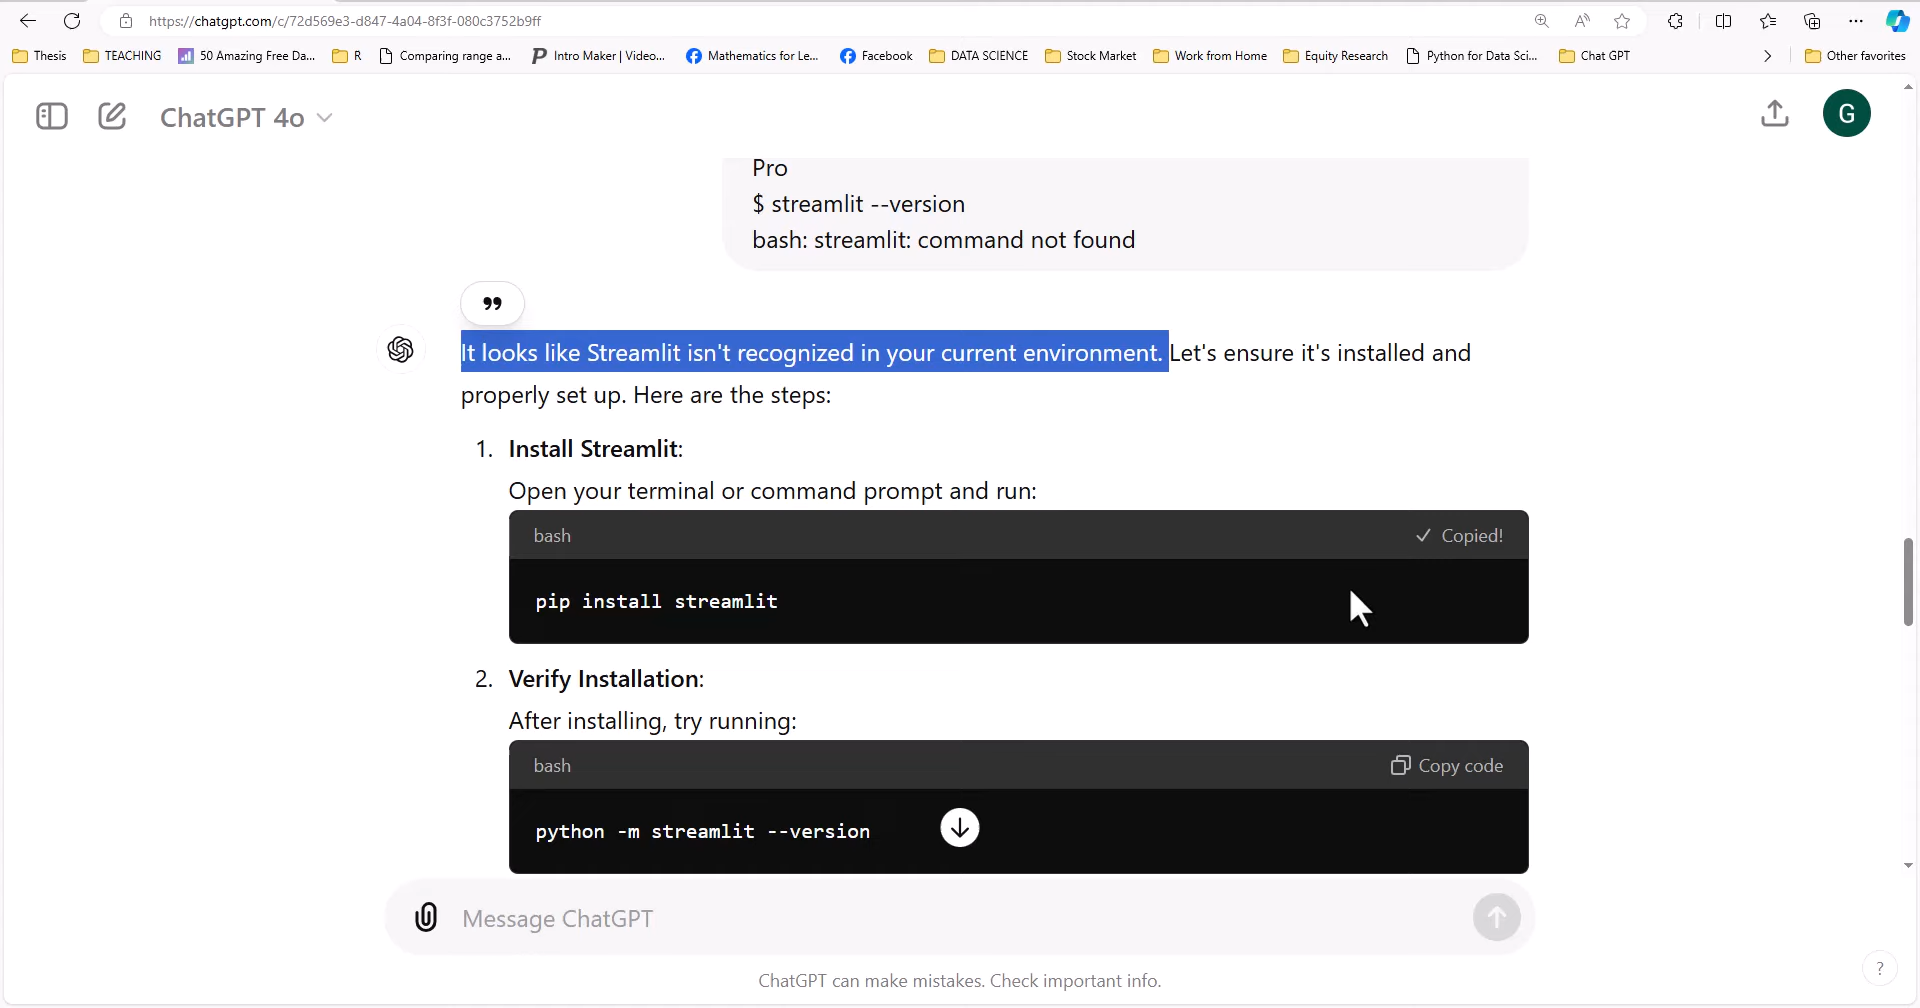 https://chatgpt.com/c/72d569e3-d847-4a04-8f3f-080c3752b9ff
Thesis TEACHING 50 Amazing Free Da... R Comparing range a... Intro Maker | Video... Mathematics for Le... Facebook DATA SCIENCE Stock Market Work from Home Equity Research Python for Data Sci... Chat GPT Other favorites
ChatGPT 4o
G
Pro
$ streamlit --version
bash: streamlit: command not found
It looks like Streamlit isn't recognized in your current environment. Let's ensure it's installed and
properly set up. Here are the steps:
1. Install Streamlit:
Open your terminal or command prompt and run:
bash Copied!
pip install streamlit
2. Verify Installation:
After installing, try running:
bash Copy code
python -m streamlit --version
Message ChatGPT
ChatGPT can make mistakes. Check important info.
?